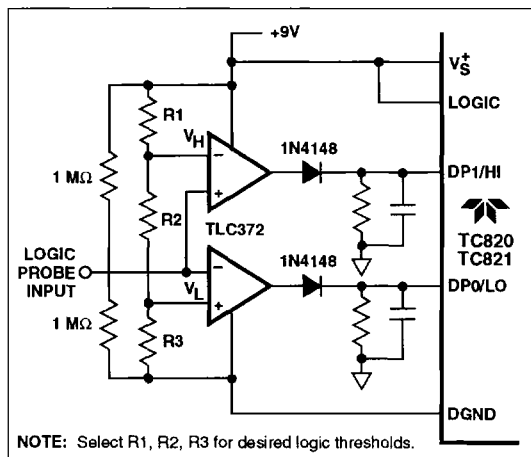 +9V
V+S
LOGIC
R1
VH
1N4148
DP1/HI
1 MΩ
R2
TLC372
TC820
TC821
LOGIC
PROBE
INPUT
1N4148
DP0/LO
VL
1 MΩ
R3
DGND
NOTE: Select R1, R2, R3 for desired logic thresholds.